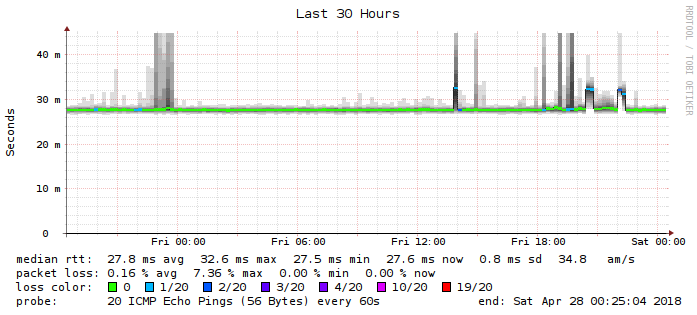 Last 30 Hours
RRDTOOL / TOBI OETIKER
Seconds
40 m
30 m
20 m
10 m
0
Fri 00:00 Fri 06:00 Fri 12:00 Fri 18:00 Sat 00:00
median rtt: 27.8 ms avg 32.6 ms max 27.5 ms min 27.6 ms now 0.8 ms sd 34.8 am/s
packet loss: 0.16 % avg 7.36 % max 0.00 % min 0.00 % now
loss color: 0 1/20 2/20 3/20 4/20 10/20 19/20
probe: 20 ICMP Echo Pings (56 Bytes) every 60s end: Sat Apr 28 00:25:04 2018